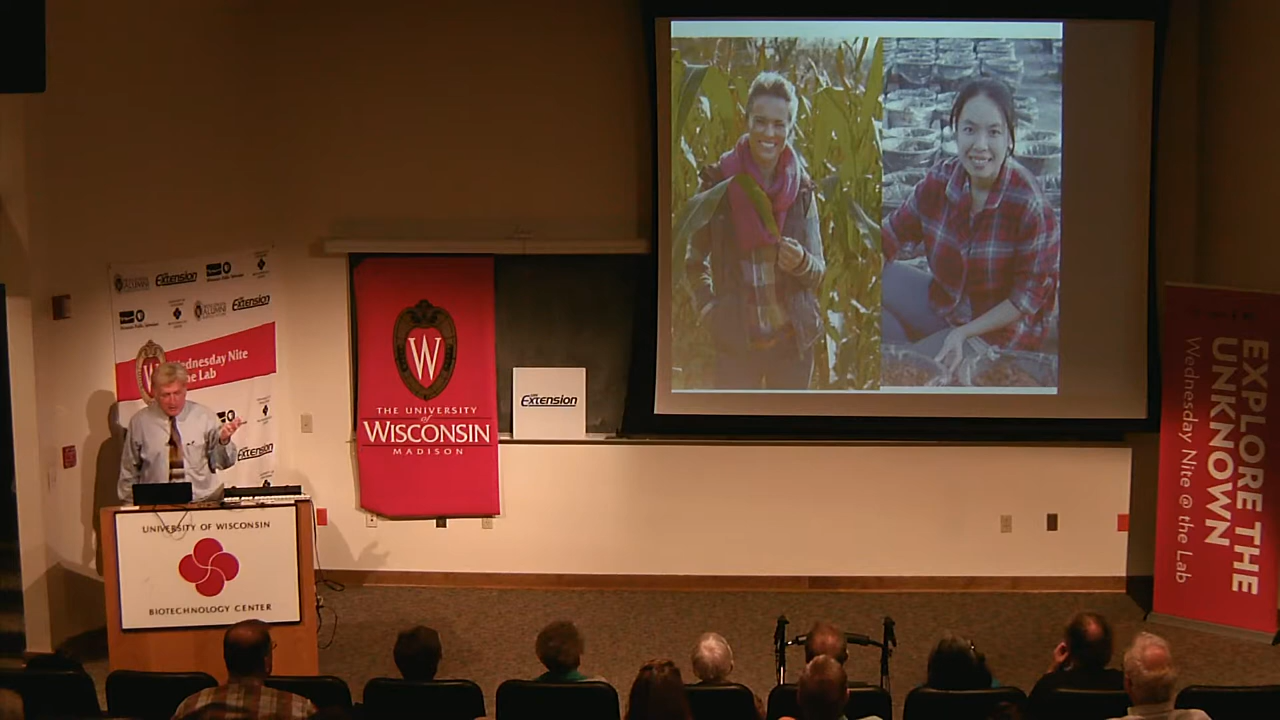 Extension
Extension
Wednesday Nite
the Lab
Extension
W
THE UNIVERSITY
of
WISCONSIN
MADISON
Extension
UNIVERSITY OF WISCONSIN
BIOTECHNOLOGY CENTER
EXPLORE THE
UNKNOWN
Wednesday Nite @ the Lab